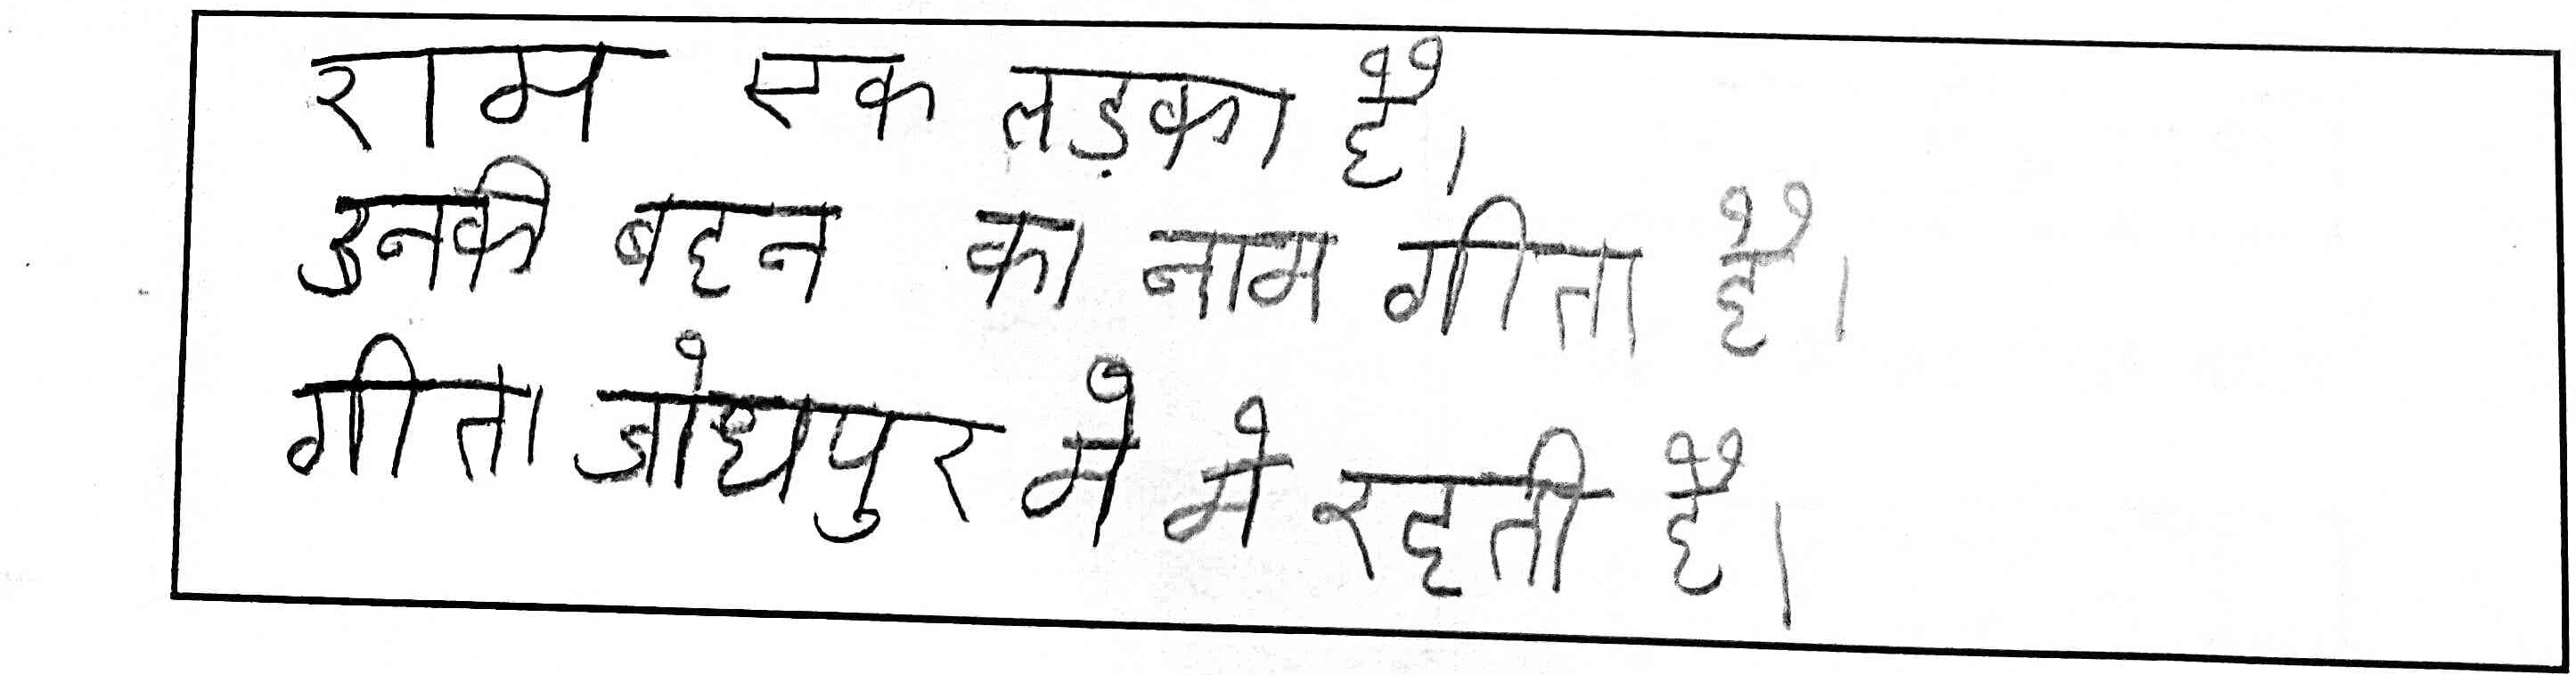 राम एक लड़का है।
उनकी बहन का नाम गीता है।
गीता जोधपुर मे मे रहती है।